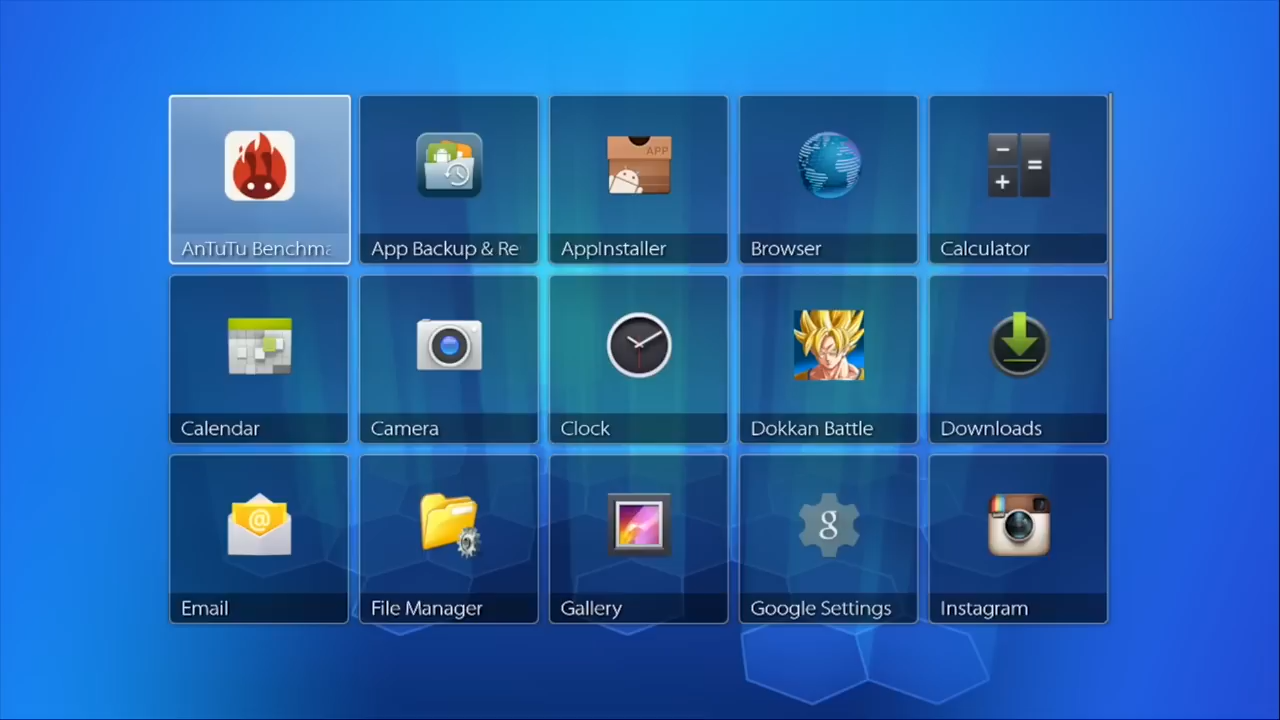 AnTuTu Benchma
App Backup & Re
APP
AppInstaller
Browser
Calculator
Calendar
Camera
Clock
Dokkan Battle
Downloads
Email
File Manager
Gallery
Google Settings
Instagram